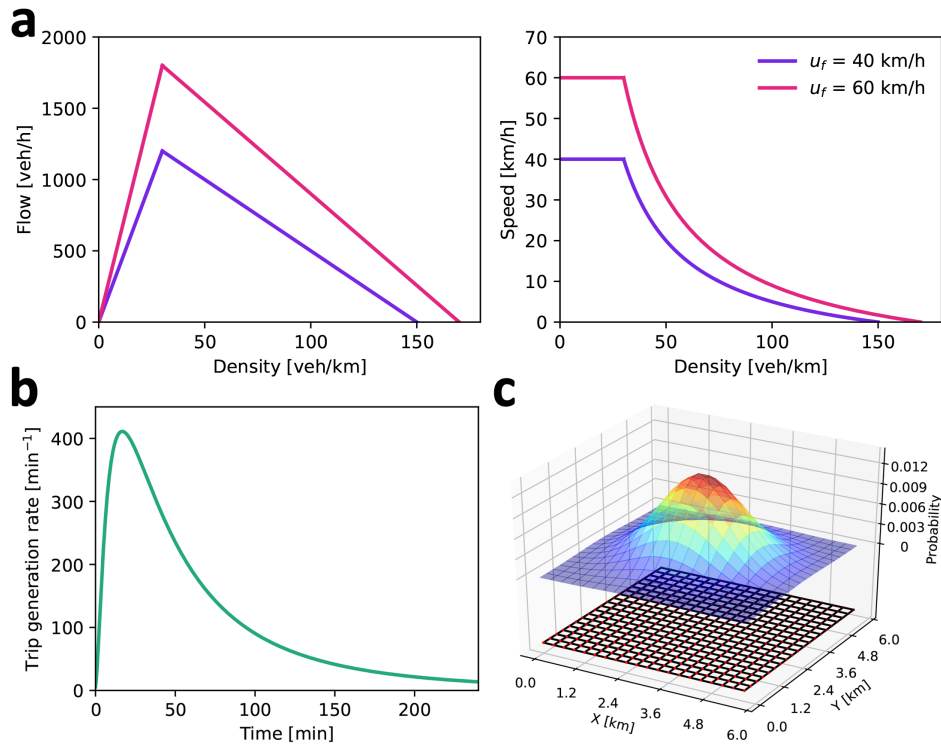 a
Flow [veh/h]
2000
1500
1000
500
0
0 50 100 150
Density [veh/km]
Speed [km/h]
70
60
50
40
30
20
10
0
0 50 100 150
Density [veh/km]
u_f = 40 km/h
u_f = 60 km/h
b
Trip generation rate [min⁻¹]
400
300
200
100
0
0 50 100 150 200
Time [min]
c
0.012
0.009
0.006
0.003
0
Probability
0.0
1.2
2.4
3.6
4.8
6.0
X [km]
0.0
1.2
2.4
3.6
4.8
6.0
Y [km]